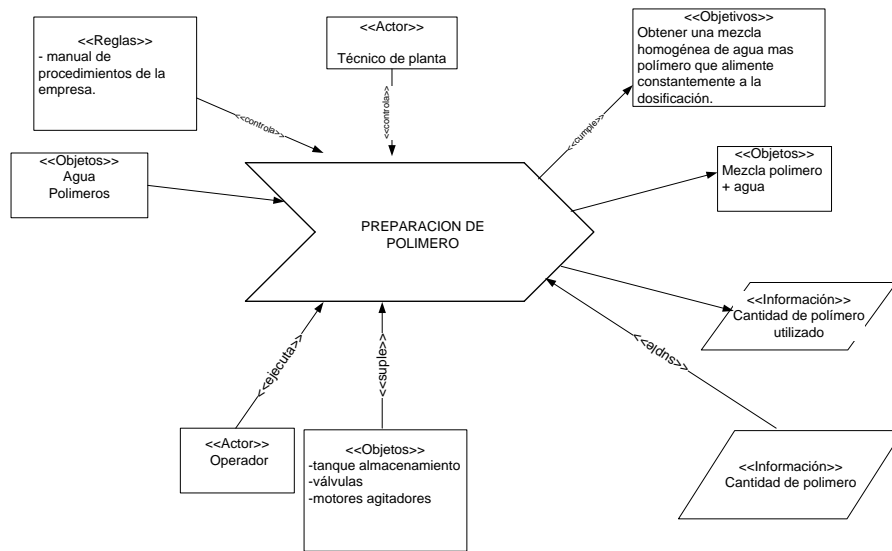 <<Reglas>>
- manual de
procedimientos de la
empresa.
<<Actor>>
Técnico de planta
<<Objetivos>>
Obtener una mezcla
homogénea de agua mas
polímero que alimente
constantemente a la
dosificación.
<<controla>>
<<controla>>
<<cumple>>
<<Objetos>>
Agua
Polimeros
<<Objetos>>
Mezcla polimero
+ agua
PREPARACION DE
POLIMERO
<<Información>>
Cantidad de polímero
utilizado
<<ejecuta>>
<<suple>>
<<suple>>
<<Actor>>
Operador
<<Objetos>>
-tanque almacenamiento
-válvulas
-motores agitadores
<<Información>>
Cantidad de polimero